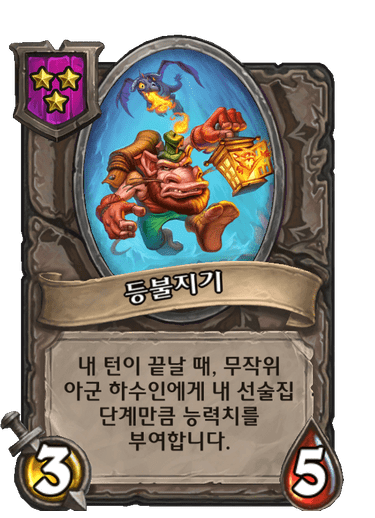 등불지기
내 턴이 끝날 때, 무작위
아군 하수인에게 내 선술집
단계만큼 능력치를
부여합니다.
3
5